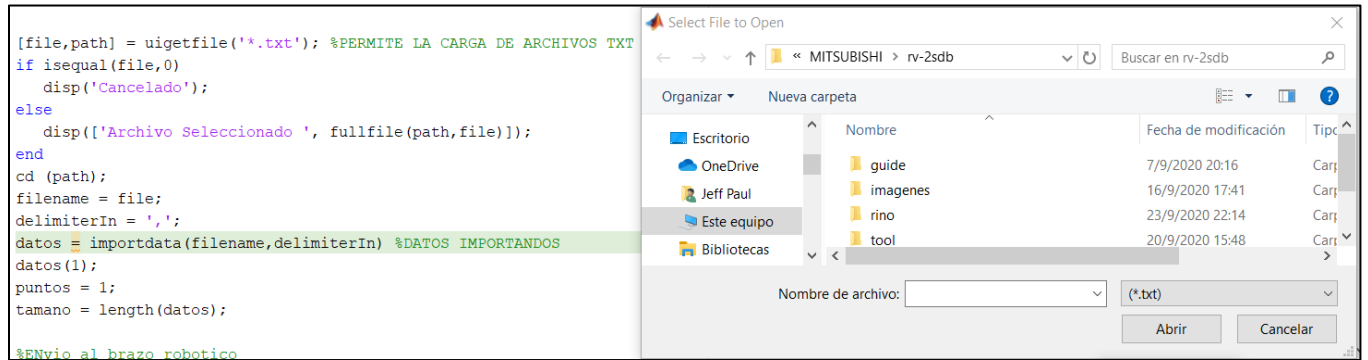 [file,path] = uigetfile('*.txt'); %PERMITE LA CARGA DE ARCHIVOS TXT
if isequal(file,0)
disp('Cancelado');
else
disp(['Archivo Seleccionado ', fullfile(path,file)]);
end
cd (path);
filename = file;
delimiterIn = ',';
datos = importdata(filename,delimiterIn) %DATOS IMPORTANDOS
datos(1);
puntos = 1;
tamano = length(datos);
%ENvio al brazo robotico
Select File to Open
« MITSUBISHI > rv-2sdb
Buscar en rv-2sdb
Organizar
Nueva carpeta
Escritorio
OneDrive
Jeff Paul
Este equipo
Bibliotecas
Nombre Fecha de modificación Tipo
guide 7/9/2020 20:16 Carp
imagenes 16/9/2020 17:41 Carp
rino 23/9/2020 22:14 Carp
tool 20/9/2020 15:48 Carp
Nombre de archivo:
(*.txt)
Abrir Cancelar